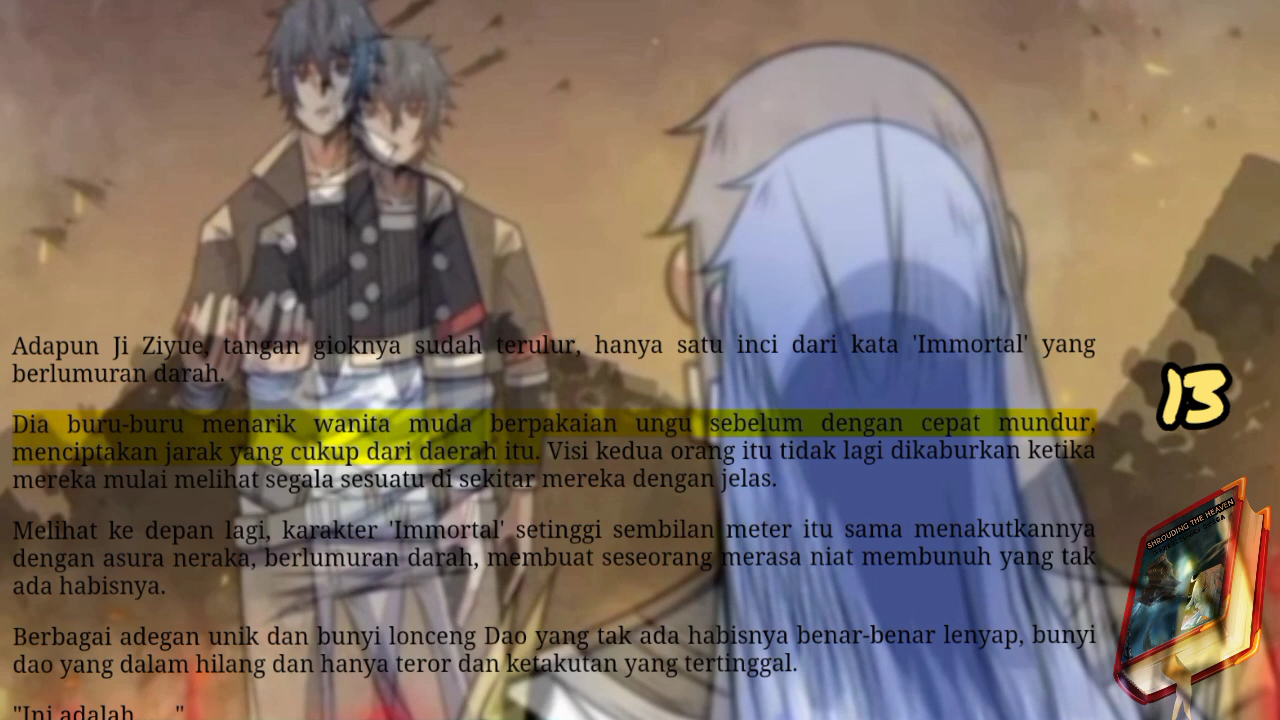 Adapun Ji Ziyue, tangan gioknya sudah terulur, hanya satu inci dari kata 'Immortal' yang
berlumuran darah.
Dia buru-buru menarik wanita muda berpakaian ungu sebelum dengan cepat mundur,
menciptakan jarak yang cukup dari daerah itu. Visi kedua orang itu tidak lagi dikaburkan ketika
mereka mulai melihat segala sesuatu di sekitar mereka dengan jelas.
Melihat ke depan lagi, karakter 'Immortal' setinggi sembilan meter itu sama menakutkannya
dengan asura neraka, berlumuran darah, membuat seseorang merasa niat membunuh yang tak
ada habisnya.
Berbagai adegan unik dan bunyi lonceng Dao yang tak ada habisnya benar-benar lenyap, bunyi
dao yang dalam hilang dan hanya teror dan ketakutan yang tertinggal.
"Ini adalah......"
13
SHROUDING THE HEAVEN